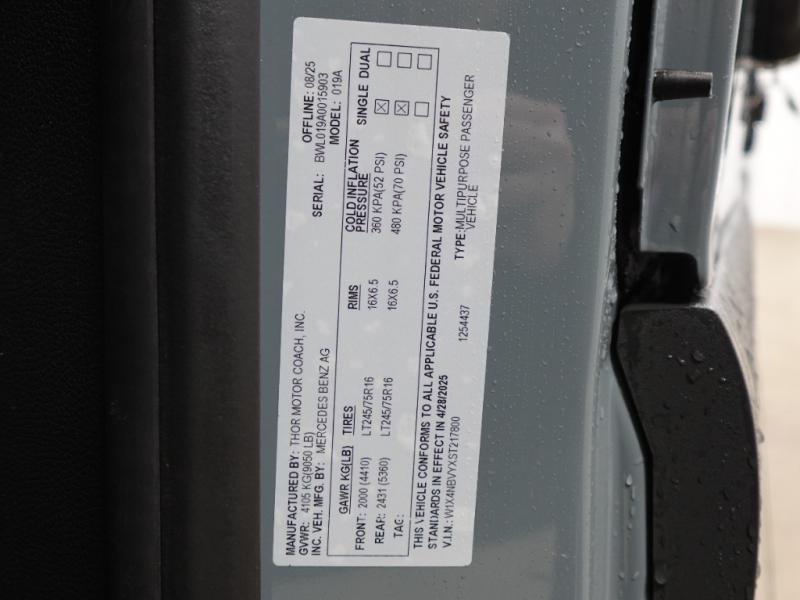 MANUFACTURED BY: THOR MOTOR COACH, INC. OFFLINE: 08/25
GVWR: 4105 KG(9050 LB) SERIAL: BWL019A0015903
INC. VEH. MFG. BY: MERCEDES BENZ AG MODEL: 019A
GAWR KG(LB) TIRES RIMS COLD INFLATION PRESSURE SINGLE DUAL
FRONT: 2000 (4410) LT245/75R16 16X6.5 360 KPA(52 PSI) ☒ ☐
REAR: 2431 (5360) LT245/75R16 16X6.5 480 KPA(70 PSI) ☒ ☐
TAG: ☐ ☐
THIS VEHICLE CONFORMS TO ALL APPLICABLE U.S. FEDERAL MOTOR VEHICLE SAFETY
STANDARDS IN EFFECT IN 4/28/2025
V.I.N.: W1X4NBVYXST217800 1254437 TYPE: MULTIPURPOSE PASSENGER
VEHICLE